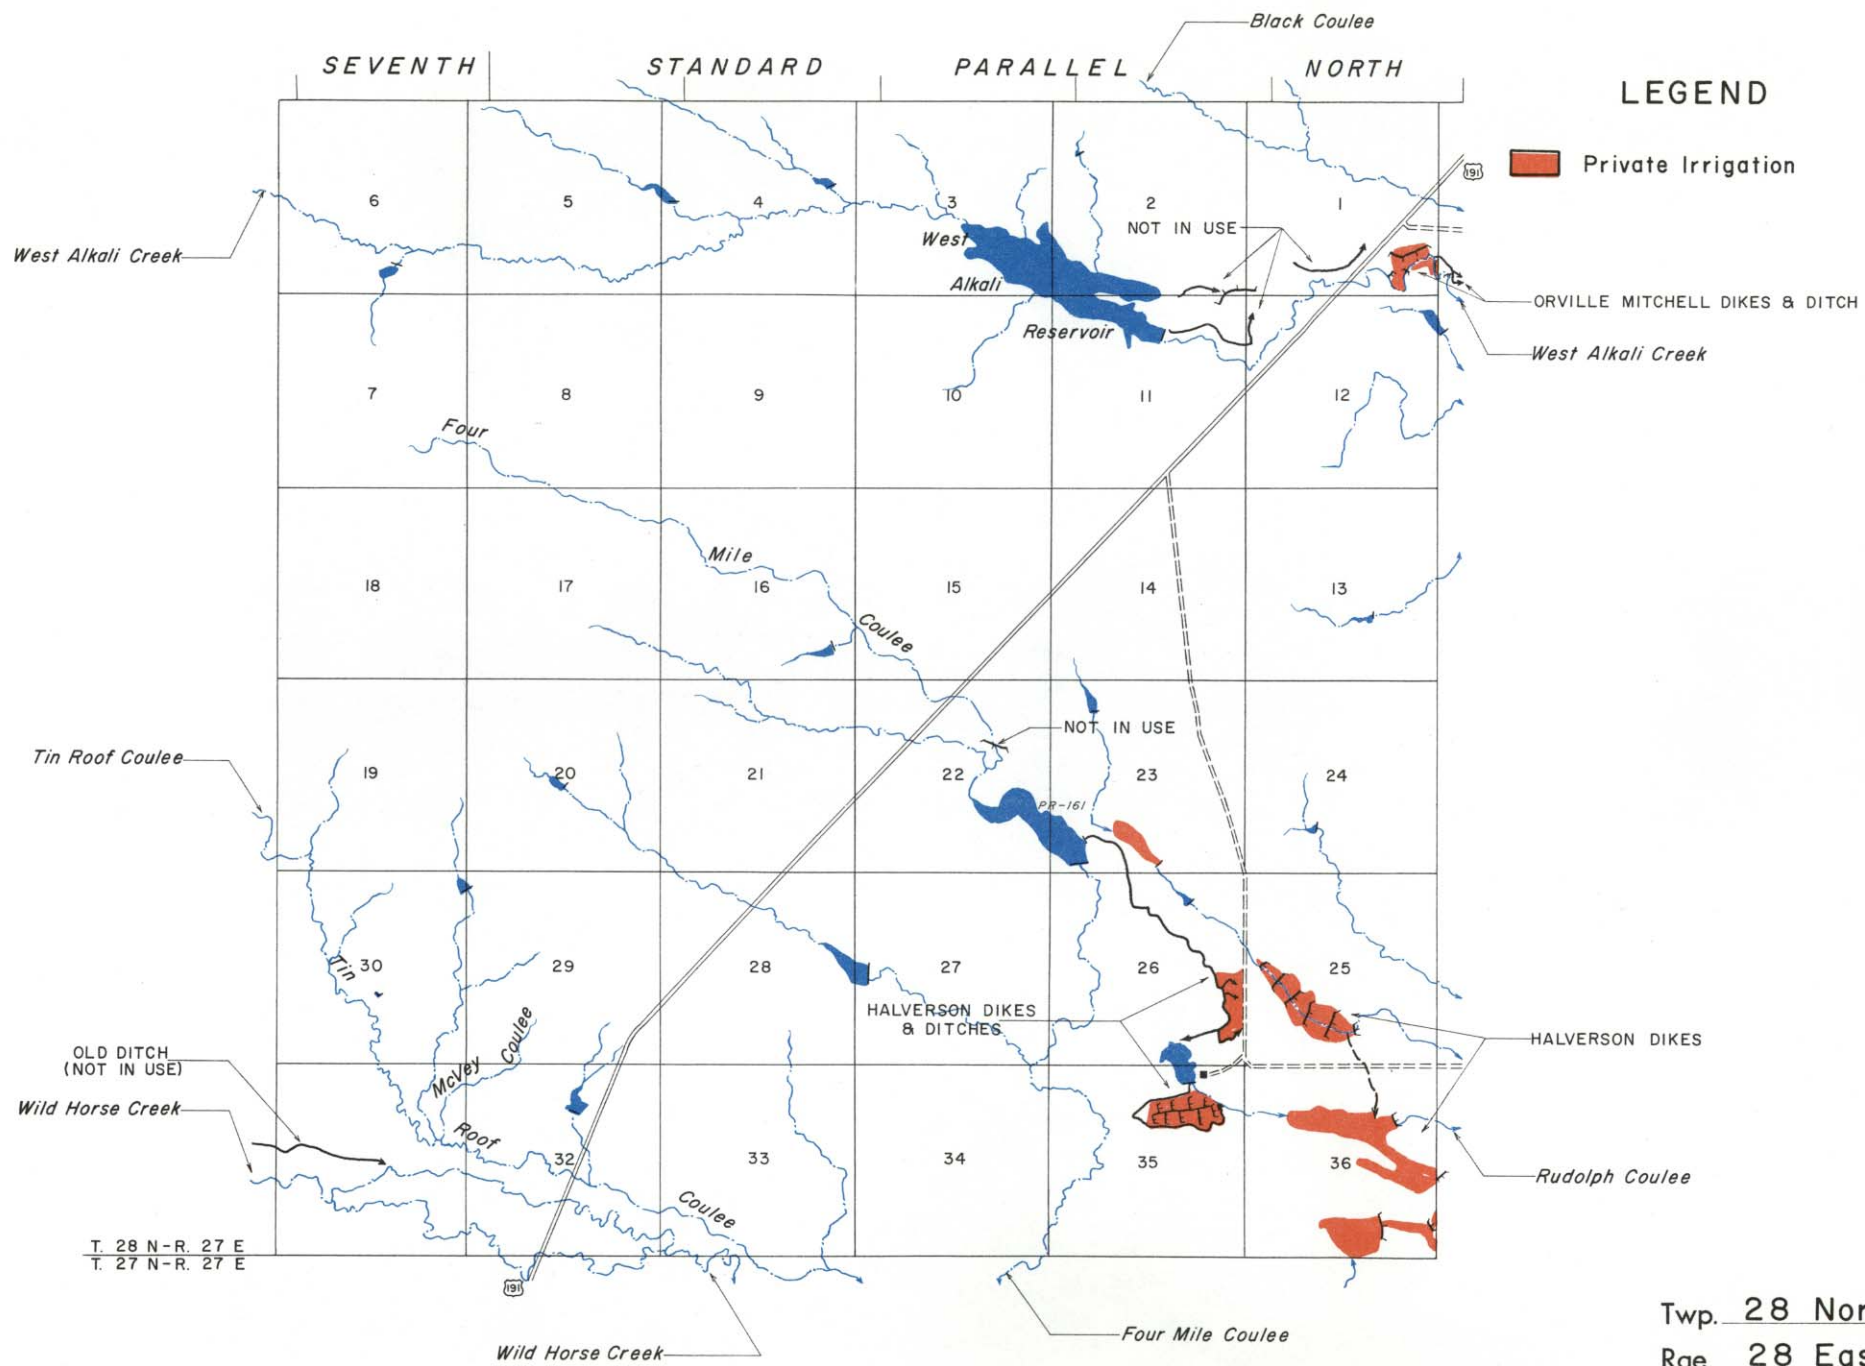 Black Coulee
SEVENTH STANDARD PARALLEL NORTH
LEGEND
Private Irrigation
191
6
5
4
3
2
1
West Alkali Creek
West
Alkali
Reservoir
NOT IN USE
ORVILLE MITCHELL DIKES & DITCH
West Alkali Creek
7
8
9
10
11
12
Four
Mile
Coulee
18
17
16
15
14
13
NOT IN USE
Tin Roof Coulee
19
20
21
22
23
24
PR-161
30
29
28
27
26
25
Tin
Roof
Coulee
McVey
Coulee
HALVERSON DIKES
& DITCHES
HALVERSON DIKES
OLD DITCH
(NOT IN USE)
Wild Horse Creek
32
33
34
35
36
Rudolph Coulee
T. 28 N-R. 27 E
T. 27 N-R. 27 E
191
Wild Horse Creek
Four Mile Coulee
Twp. 28 Nor
Rge 28 Eas